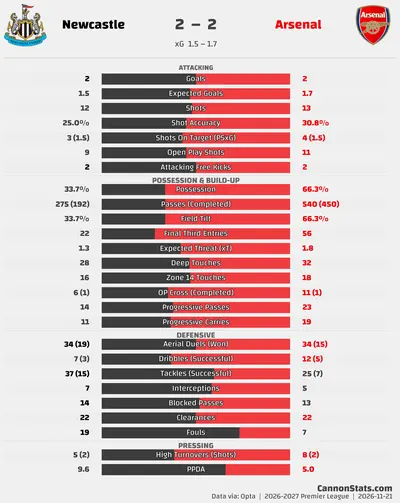 Newcastle 2 – 2 Arsenal
xG 1.5 – 1.7
Arsenal
ATTACKING
2 Goals 2
1.5 Expected Goals 1.7
12 Shots 13
25.0% Shot Accuracy 30.8%
3 (1.5) Shots On Target (PSxG) 4 (1.5)
9 Open Play Shots 11
2 Attacking Free Kicks 2
POSSESSION & BUILD-UP
33.7% Possession 66.3%
275 (192) Passes (Completed) 540 (450)
33.7% Field Tilt 66.3%
22 Final Third Entries 56
1.3 Expected Threat (xT) 1.8
28 Deep Touches 32
16 Zone 14 Touches 18
6 (1) OP Cross (Completed) 11 (1)
14 Progressive Passes 23
11 Progressive Carries 19
DEFENSIVE
34 (19) Aerial Duels (Won) 34 (15)
7 (3) Dribbles (Successful) 12 (5)
37 (15) Tackles (Successful) 25 (7)
7 Interceptions 5
14 Blocked Passes 13
22 Clearances 22
19 Fouls 7
PRESSING
5 (2) High Turnovers (Shots) 8 (2)
9.6 PPDA 5.0
CannonStats.com
Data via: Opta | 2026-2027 Premier League | 2026-11-21